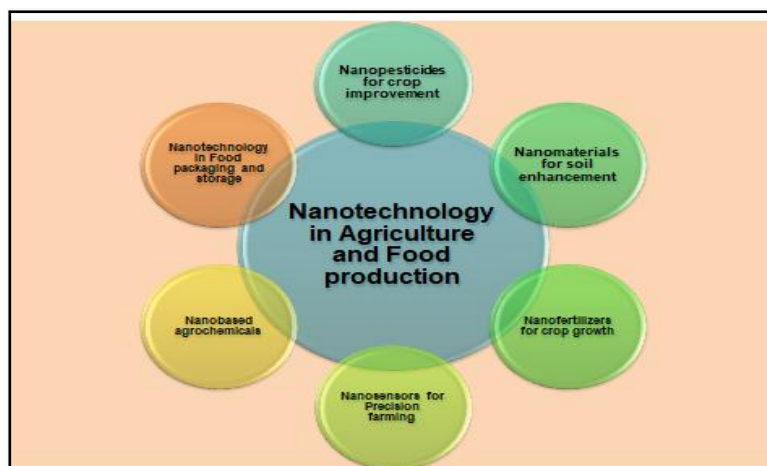 Nanopesticides
for crop
improvement
Nanotechnology
in Food
packaging and
storage
Nanomaterials
for soil
enhancement
Nanotechnology
in Agriculture
and Food
production
Nanobased
agrochemicals
Nanofertilizers
for crop growth
Nanosensors for
Precision
farming